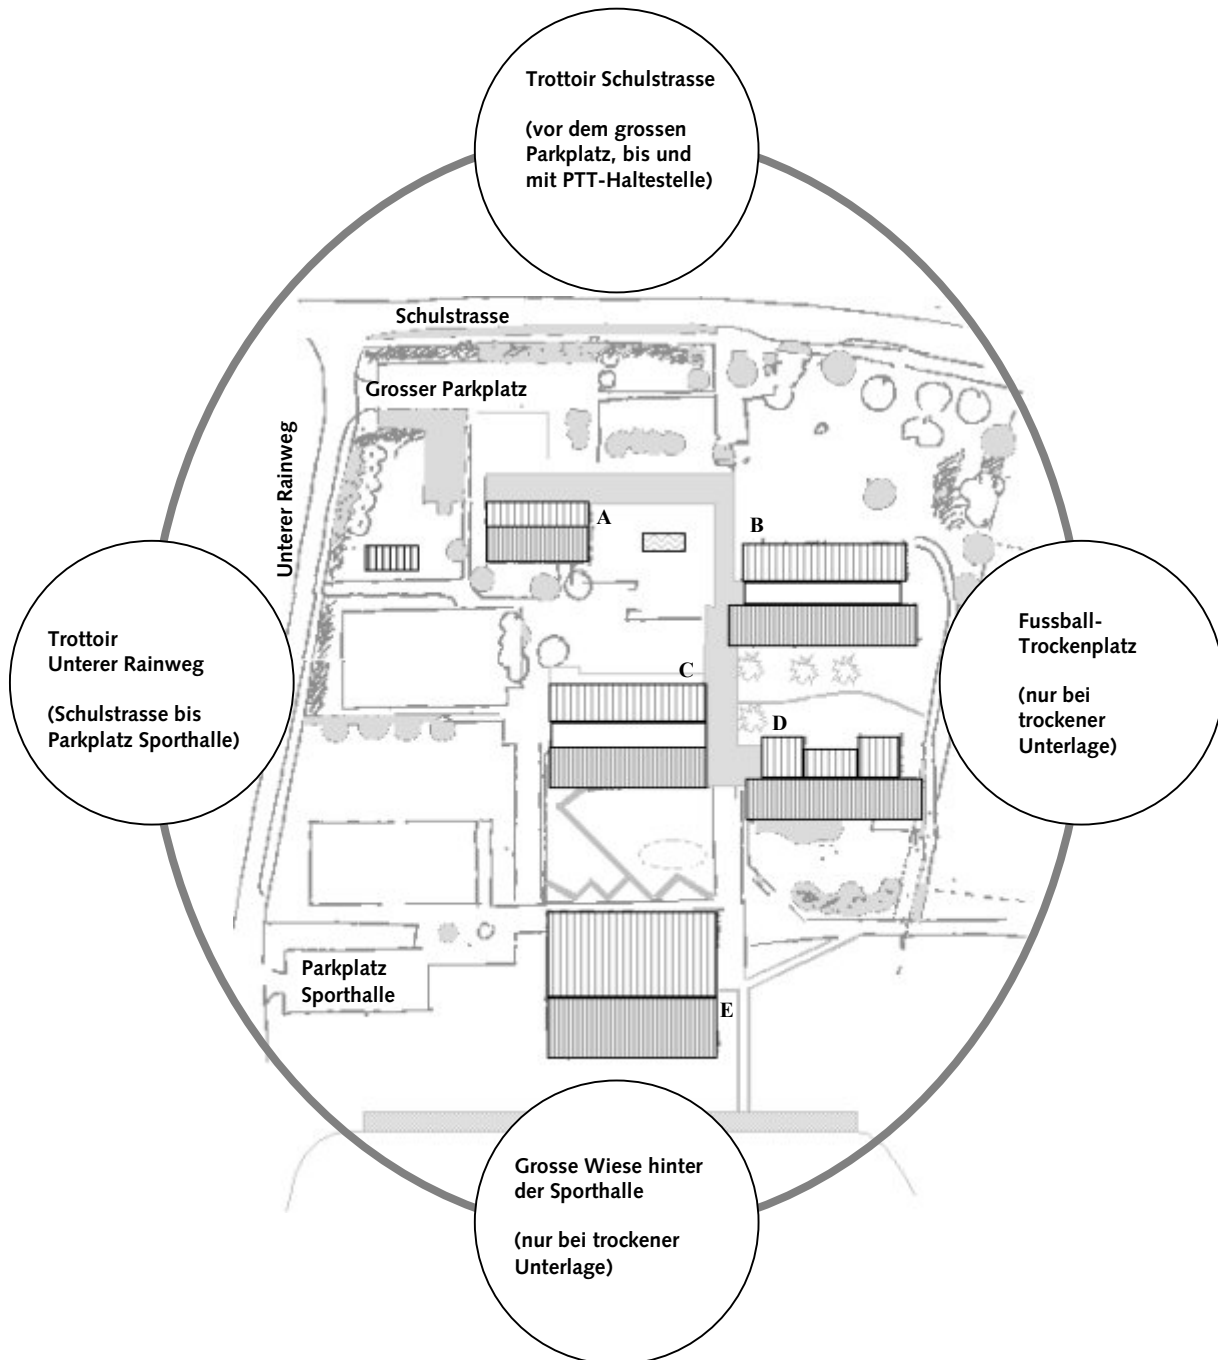 Trottoir Schulstrasse
(vor dem grossen
Parkplatz, bis und
mit PTT-Haltestelle)
Schulstrasse
Grosser Parkplatz
Unterer Rainweg
A
B
Trottoir
Unterer Rainweg
(Schulstrasse bis
Parkplatz Sporthalle)
Fussball-
Trockenplatz
(nur bei
trockener
Unterlage)
C
D
Parkplatz
Sporthalle
E
Grosse Wiese hinter
der Sporthalle
(nur bei trockener
Unterlage)